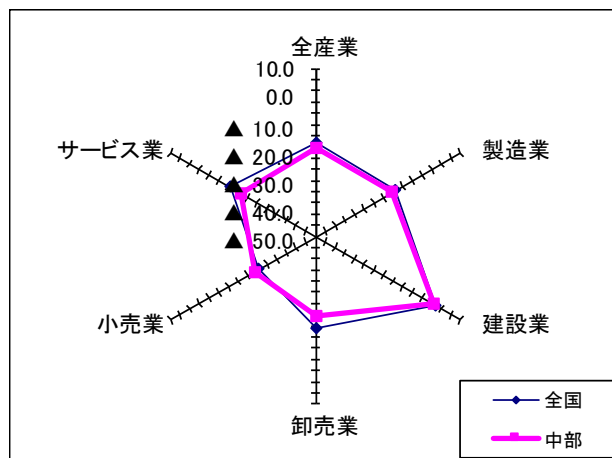 全産業
10.0
0.0
▲ 10.0
▲ 20.0
▲ 30.0
▲ 40.0
▲ 50.0
製造業
建設業
卸売業
小売業
サービス業
全国
中部